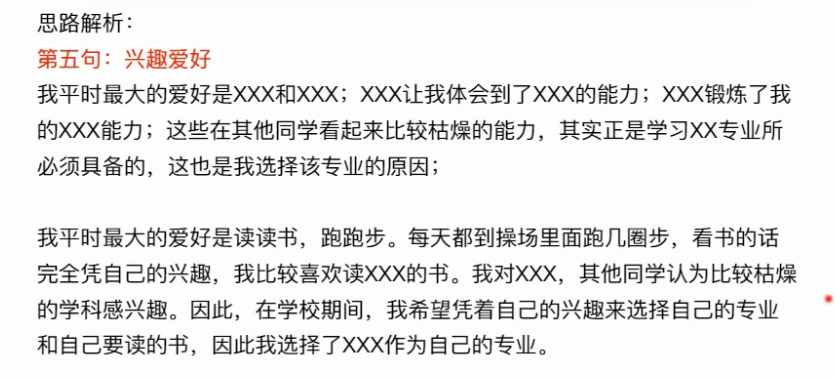 思路解析：
第五句：兴趣爱好
我平时最大的爱好是XXX和XXX；XXX让我体会到了XXX的能力；XXX锻炼了我
的XXX能力；这些在其他同学看起来比较枯燥的能力，其实正是学习XX专业所
必须具备的，这也是我选择该专业的原因；
我平时最大的爱好是读读书，跑跑步。每天都到操场里面跑几圈步，看书的话
完全凭自己的兴趣，我比较喜欢读XXX的书。我对XXX，其他同学认为比较枯燥
的学科感兴趣。因此，在学校期间，我希望凭着自己的兴趣来选择自己的专业
和自己要读的书，因此我选择了XXX作为自己的专业。